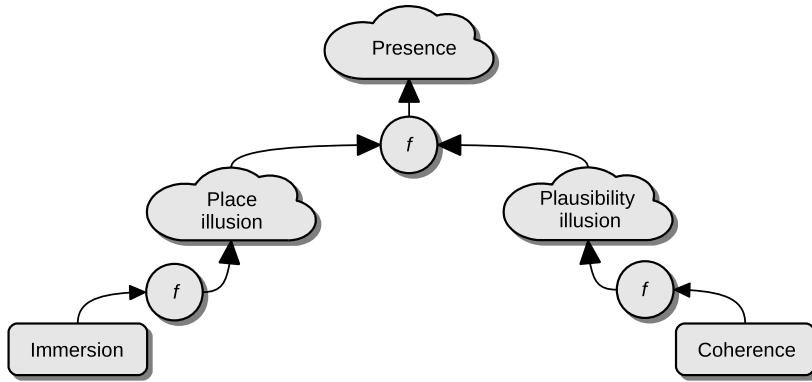 Presence
f
Place
illusion
Plausibility
illusion
f
f
Immersion
Coherence